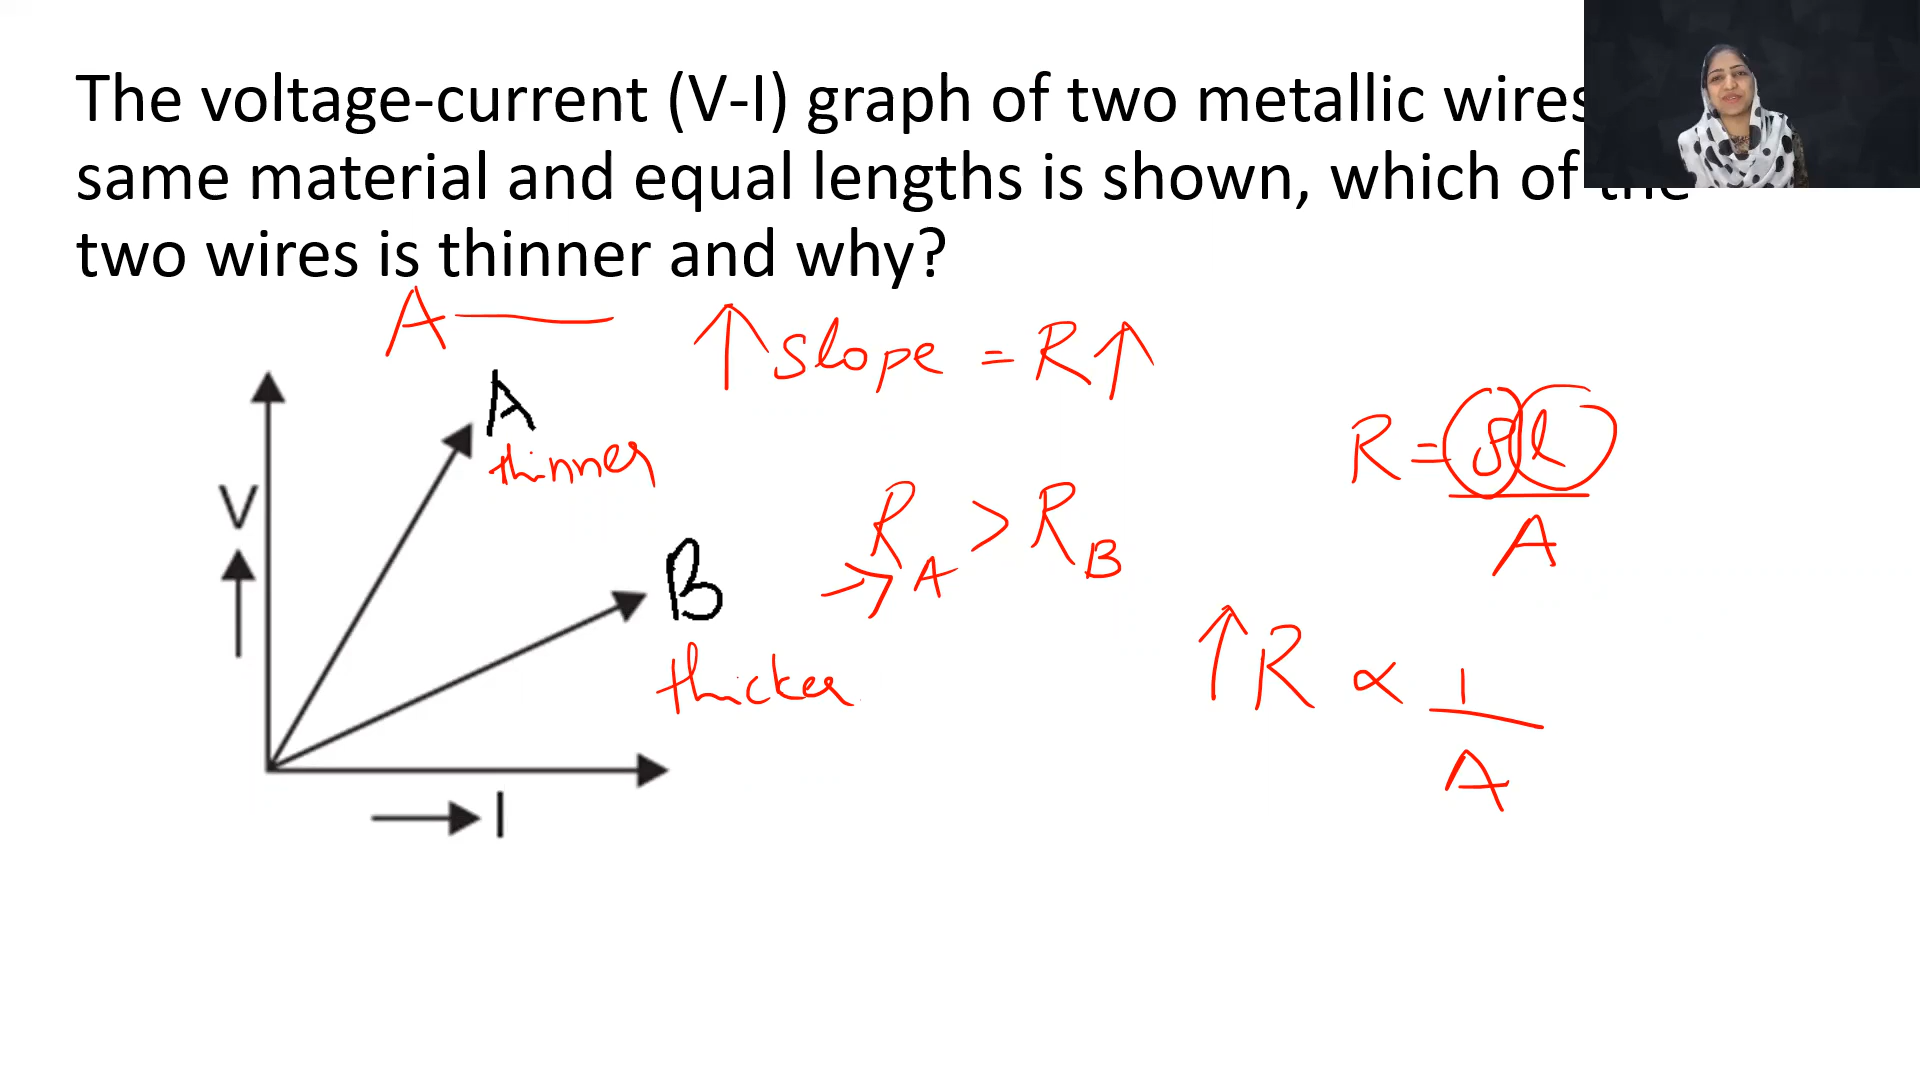 The voltage-current (V-I) graph of two metallic wires
same material and equal lengths is shown, which of the
two wires is thinner and why?
A
↑ slope = R↑
A
thinner
R = ρl
A
V
R_A > R_B
B
thicker
↑R ∝ 1
A
I